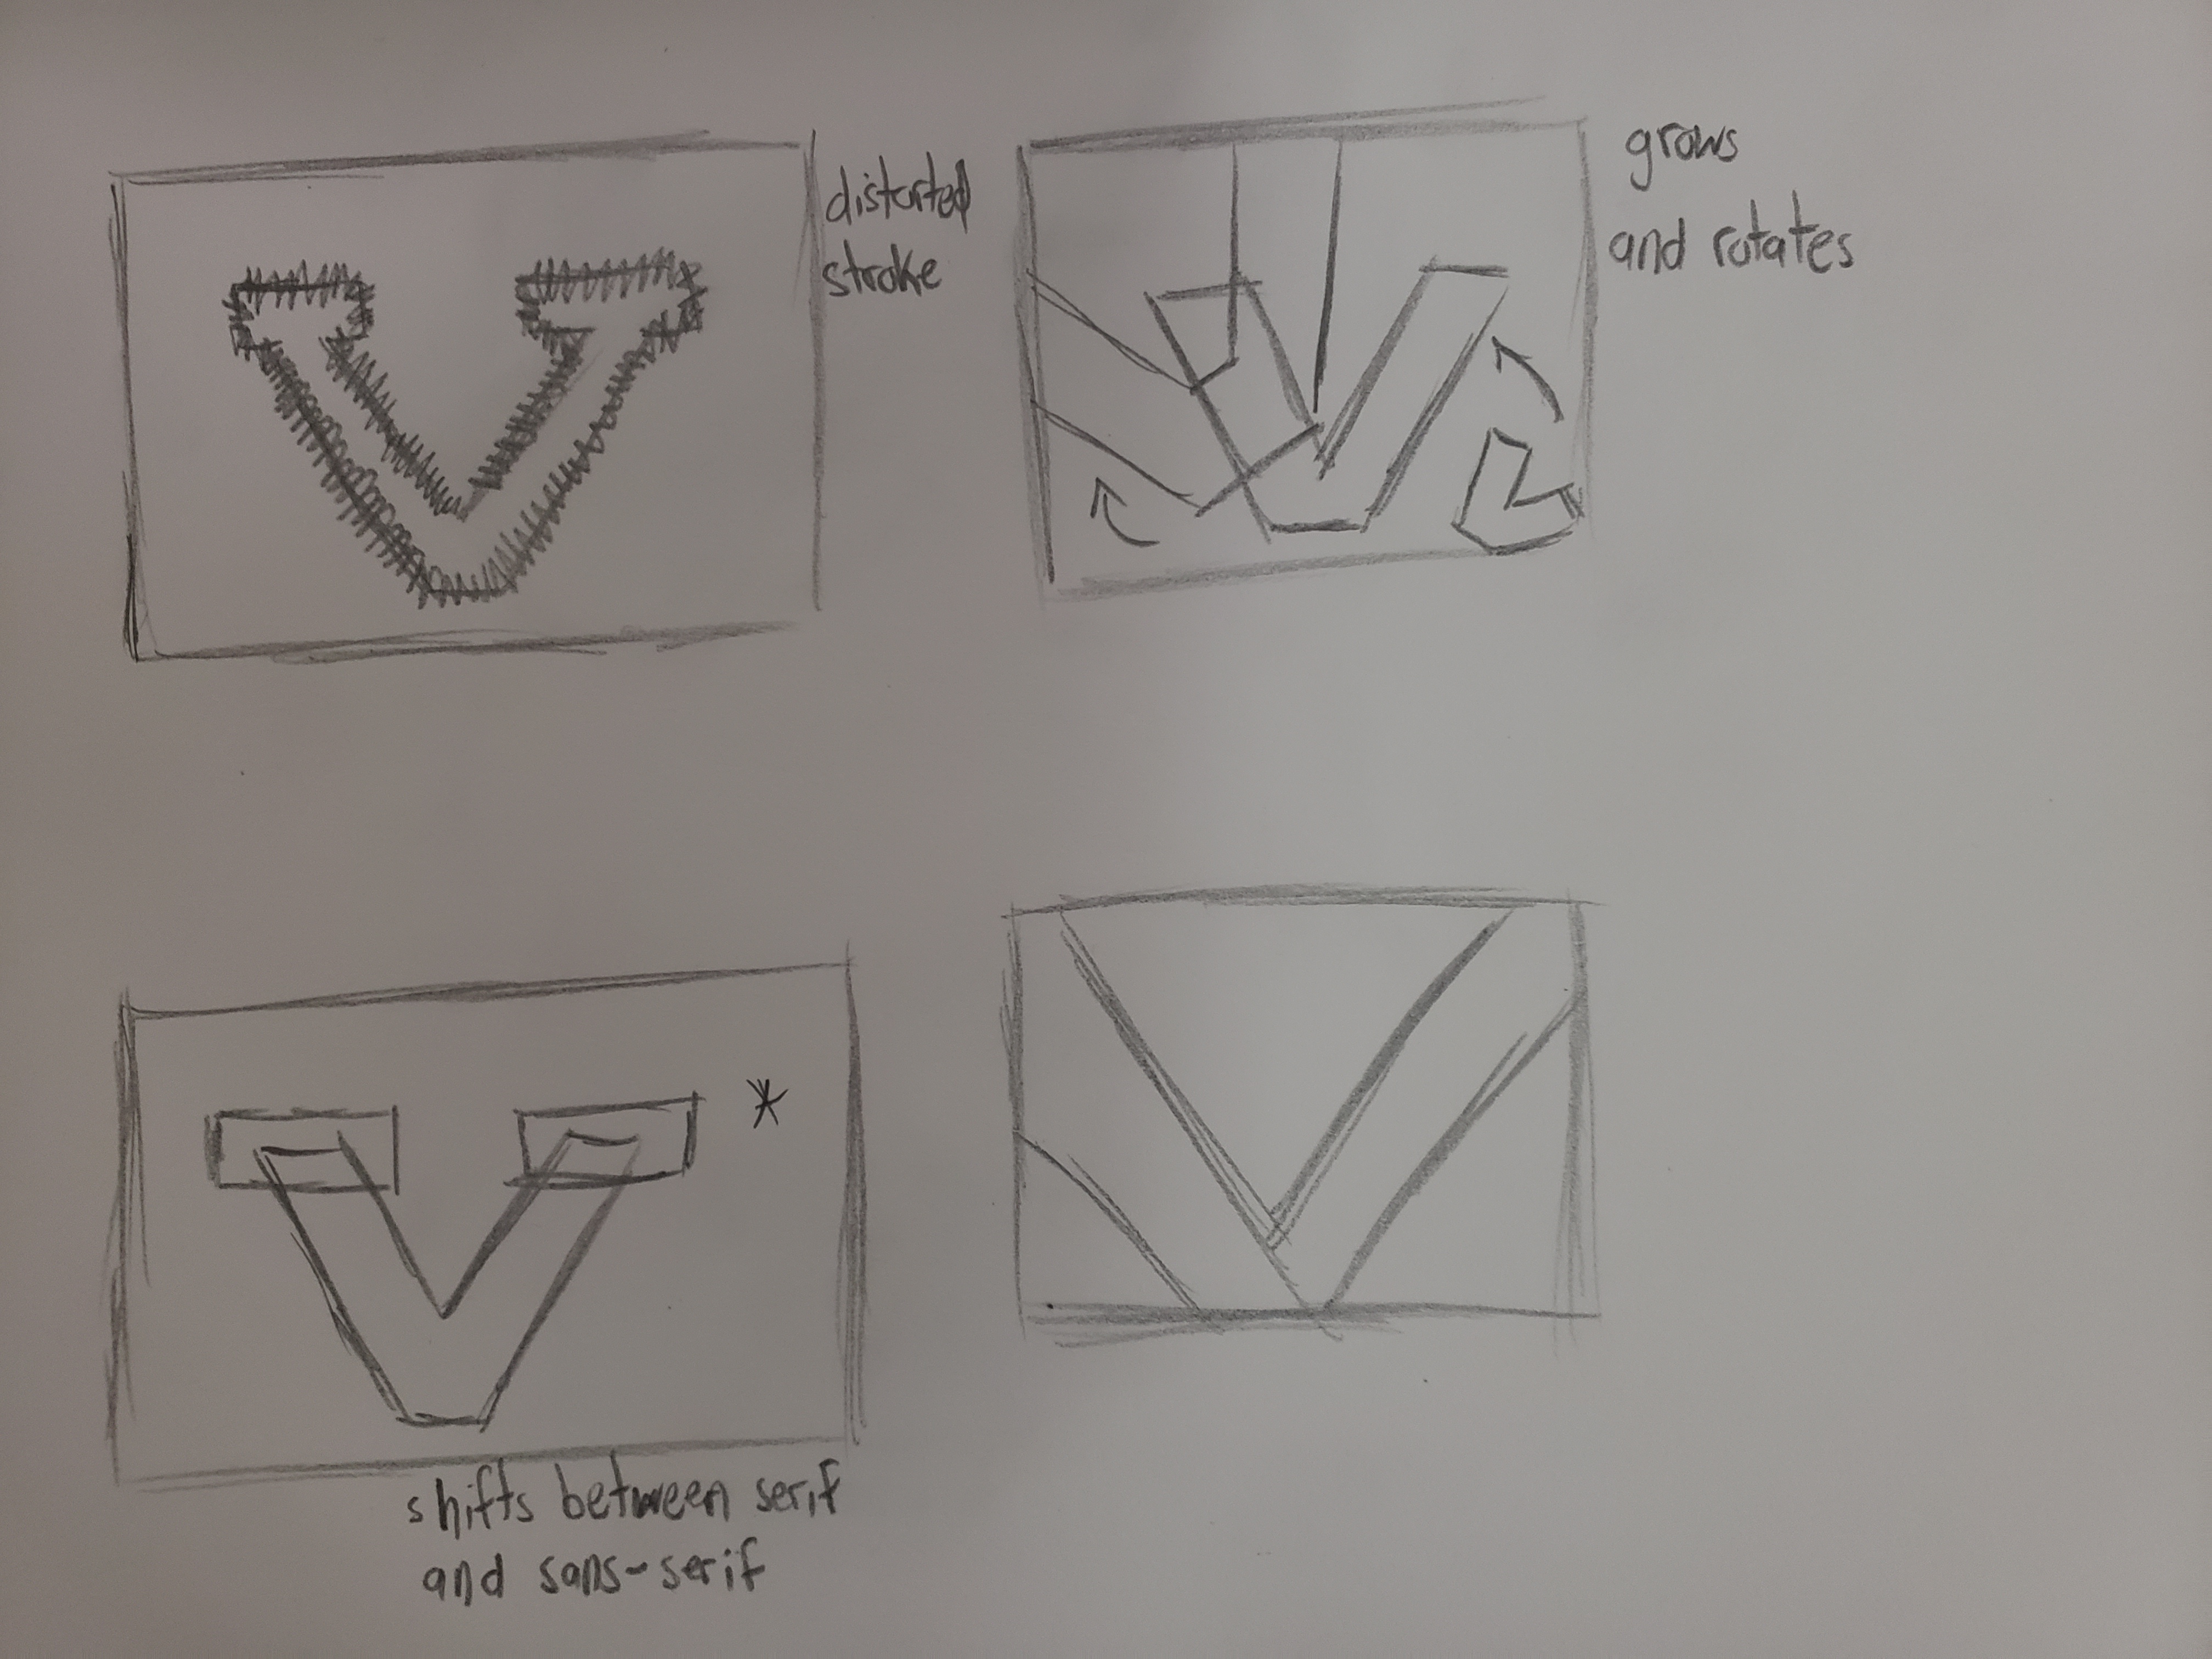 distorted
stroke
grows
and rotates
V
V
V
*
shifts between serif
and sans-serif
V